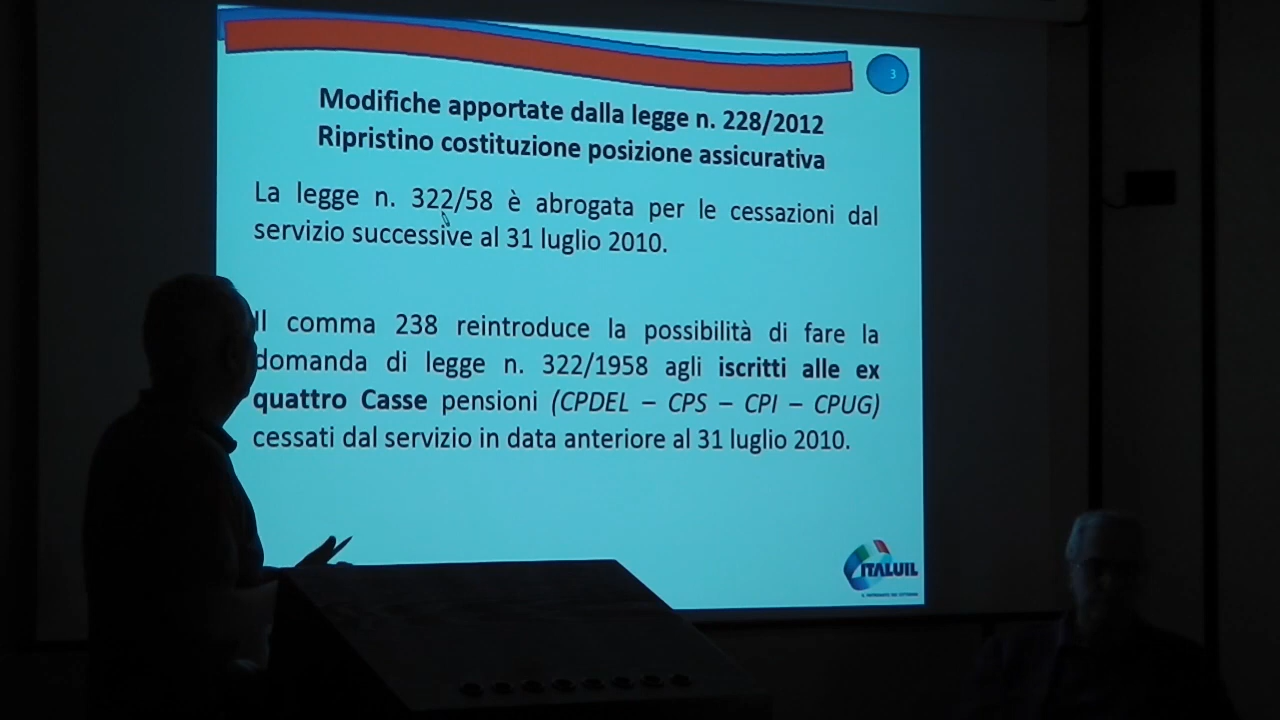 3
Modifiche apportate dalla legge n. 228/2012
Ripristino costituzione posizione assicurativa
La legge n. 322/58 è abrogata per le cessazioni dal
servizio successive al 31 luglio 2010.
Il comma 238 reintroduce la possibilità di fare la
domanda di legge n. 322/1958 agli iscritti alle ex
quattro Casse pensioni (CPDEL – CPS – CPI – CPUG)
cessati dal servizio in data anteriore al 31 luglio 2010.
ITALUIL